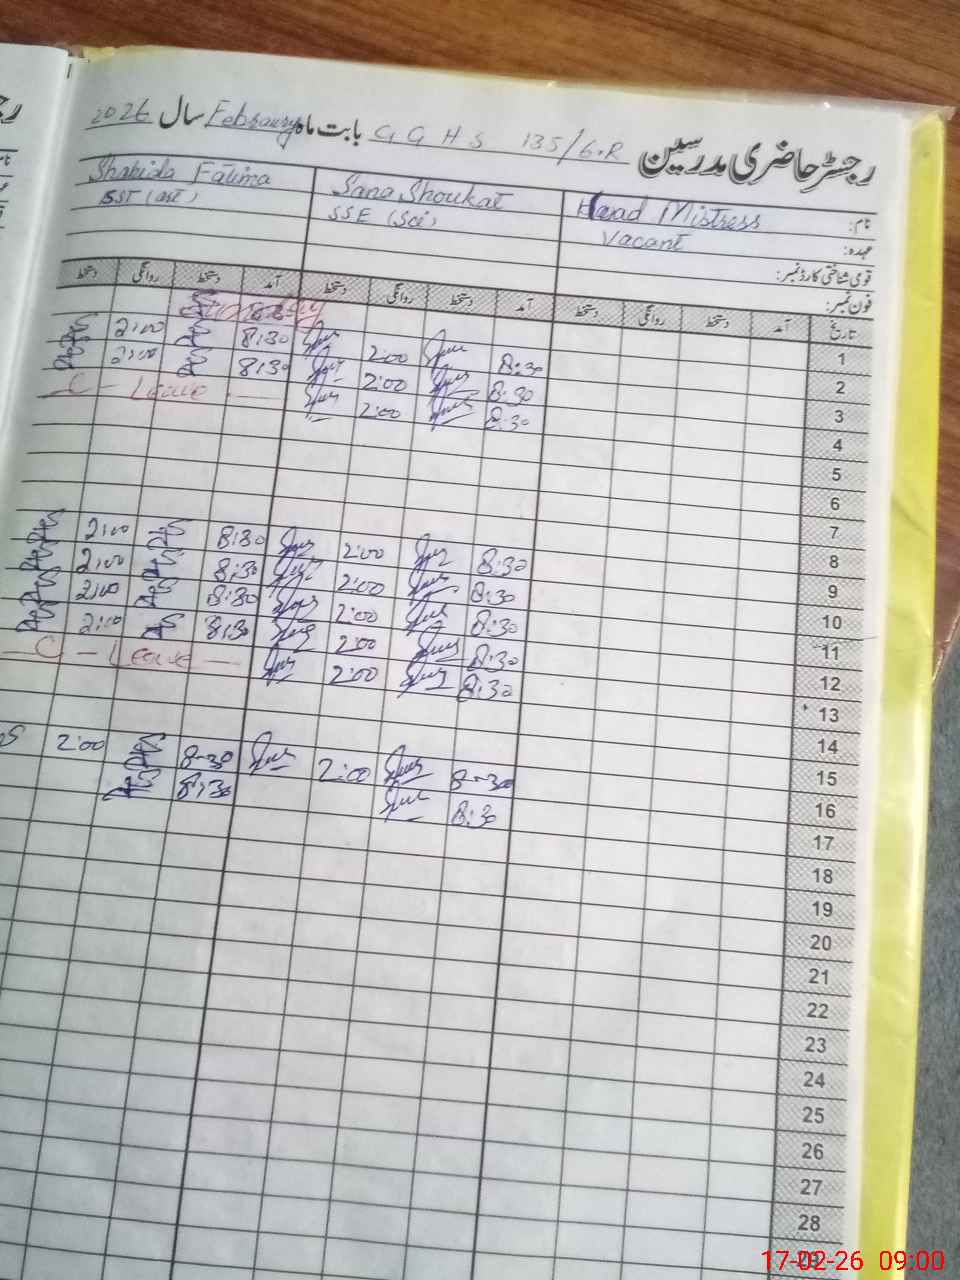 رجسٹر حاضری مدرسین G G H S 135/6.R بابت ماہ February سال 2026
نام: Head Mistress Sana Shoukat Shahida Fatima
عہدہ: Vacant SSE (Sci) SST (Art)
قومی شناختی کارڈ نمبر:
فون نمبر:
تاریخ آمد دستخط روانگی دستخط آمد دستخط روانگی دستخط آمد دستخط روانگی دستخط
1
2 8:30 2:00 8:30 2:00
3 8:30 2:00 8:30 2:00
4 8:30 2:00 C - Leave
5
6
7
8
9 8:30 2:00 8:30 2:00
10 8:30 2:00 8:30 2:00
11 8:30 2:00 8:30 2:00
12 8:30 2:00 8:30 2:00
13 8:30 2:00 C - Leave
14
15
16 8-30 2:00 8-30 2:00
17 8:30 8:30
18
19
20
21
22
23
24
25
26
27
28
29
17-02-26 09:00